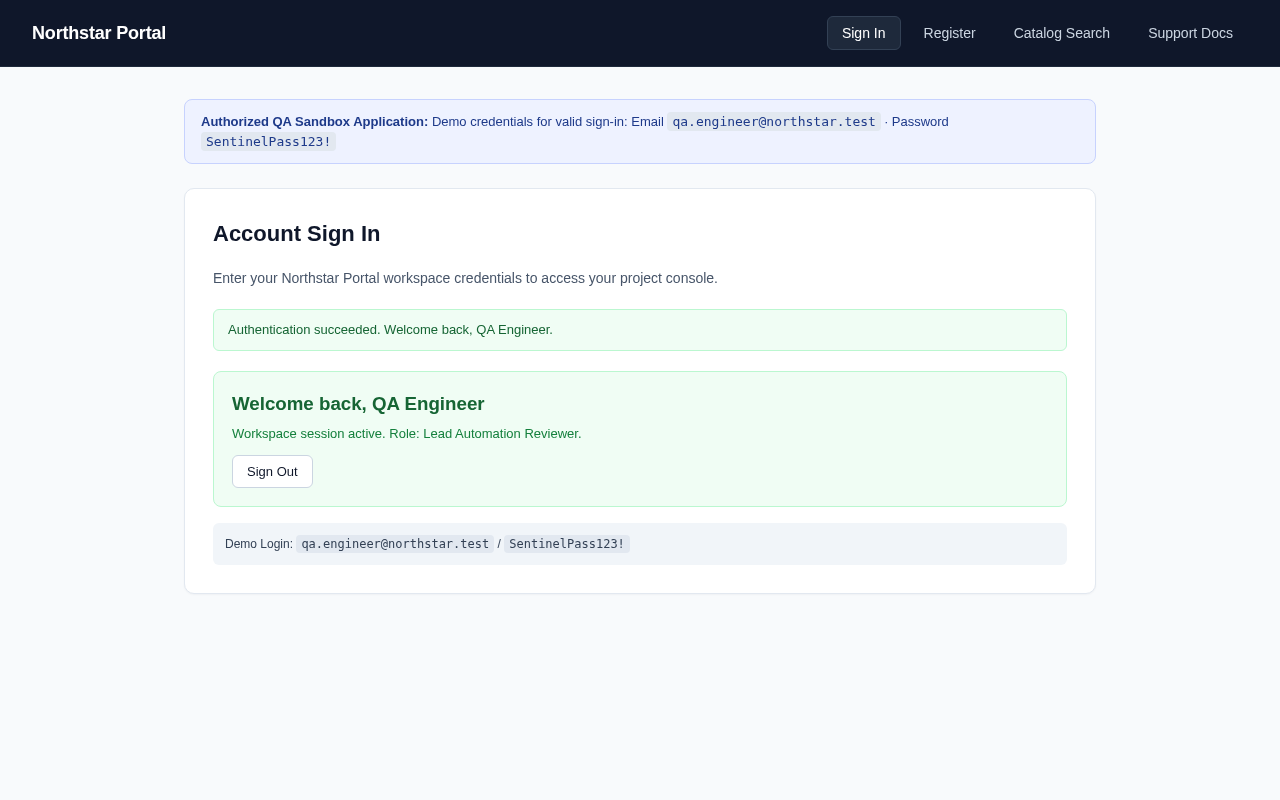 Northstar Portal
Sign In
Register
Catalog Search
Support Docs
Authorized QA Sandbox Application: Demo credentials for valid sign-in: Email qa.engineer@northstar.test · Password
SentinelPass123!
Account Sign In
Enter your Northstar Portal workspace credentials to access your project console.
Authentication succeeded. Welcome back, QA Engineer.
Welcome back, QA Engineer
Workspace session active. Role: Lead Automation Reviewer.
Sign Out
Demo Login: qa.engineer@northstar.test / SentinelPass123!